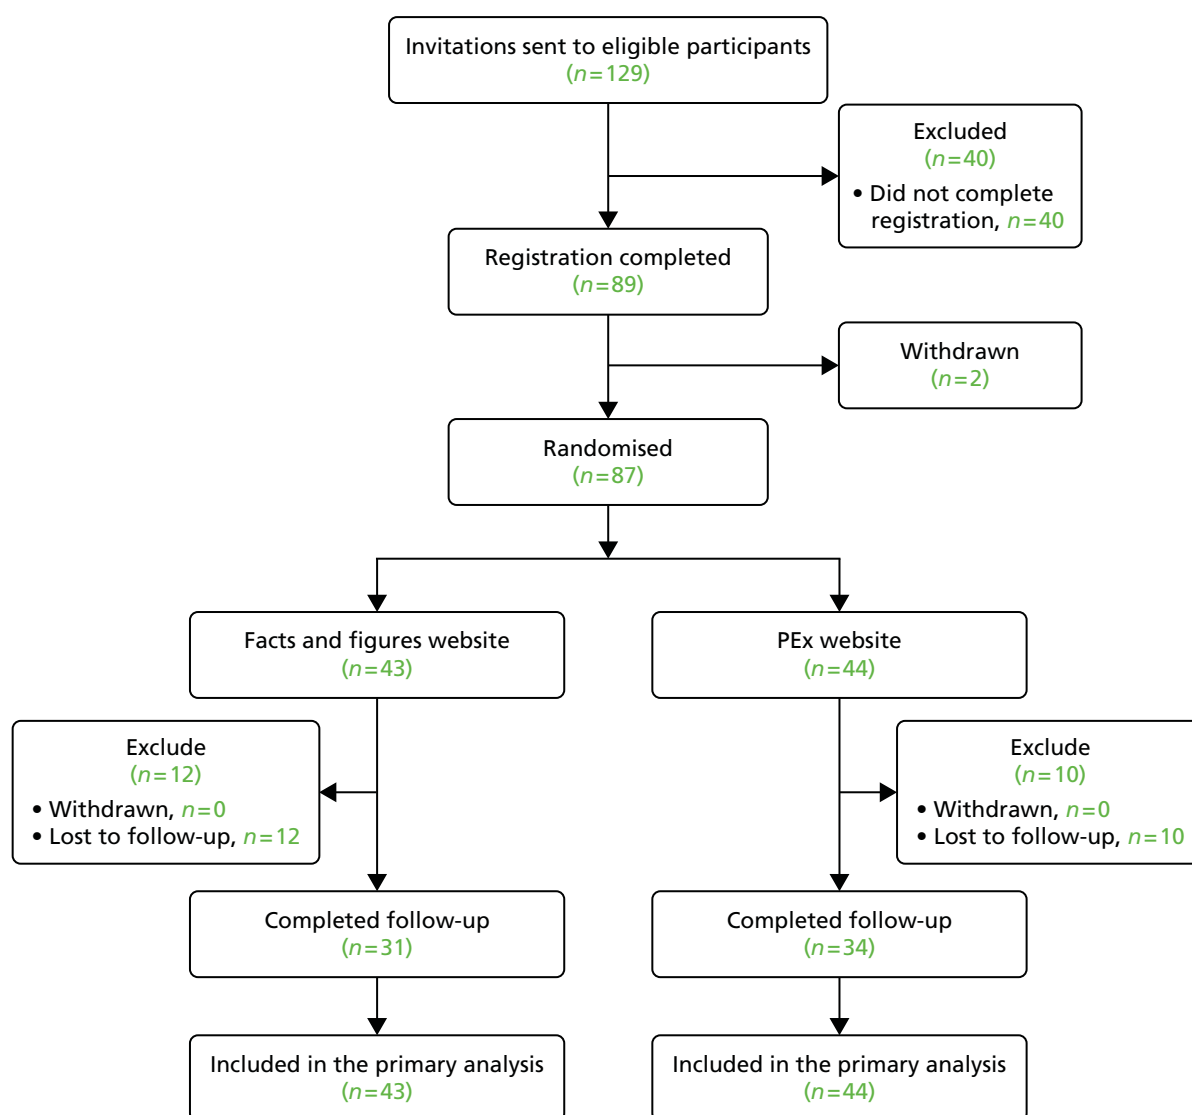 Invitations sent to eligible participants
(n=129)
Excluded
(n=40)
• Did not complete
registration, n=40
Registration completed
(n=89)
Withdrawn
(n=2)
Randomised
(n=87)
Facts and figures website
(n=43)
PEx website
(n=44)
Exclude
(n=12)
• Withdrawn, n=0
• Lost to follow-up, n=12
Exclude
(n=10)
• Withdrawn, n=0
• Lost to follow-up, n=10
Completed follow-up
(n=31)
Completed follow-up
(n=34)
Included in the primary analysis
(n=43)
Included in the primary analysis
(n=44)